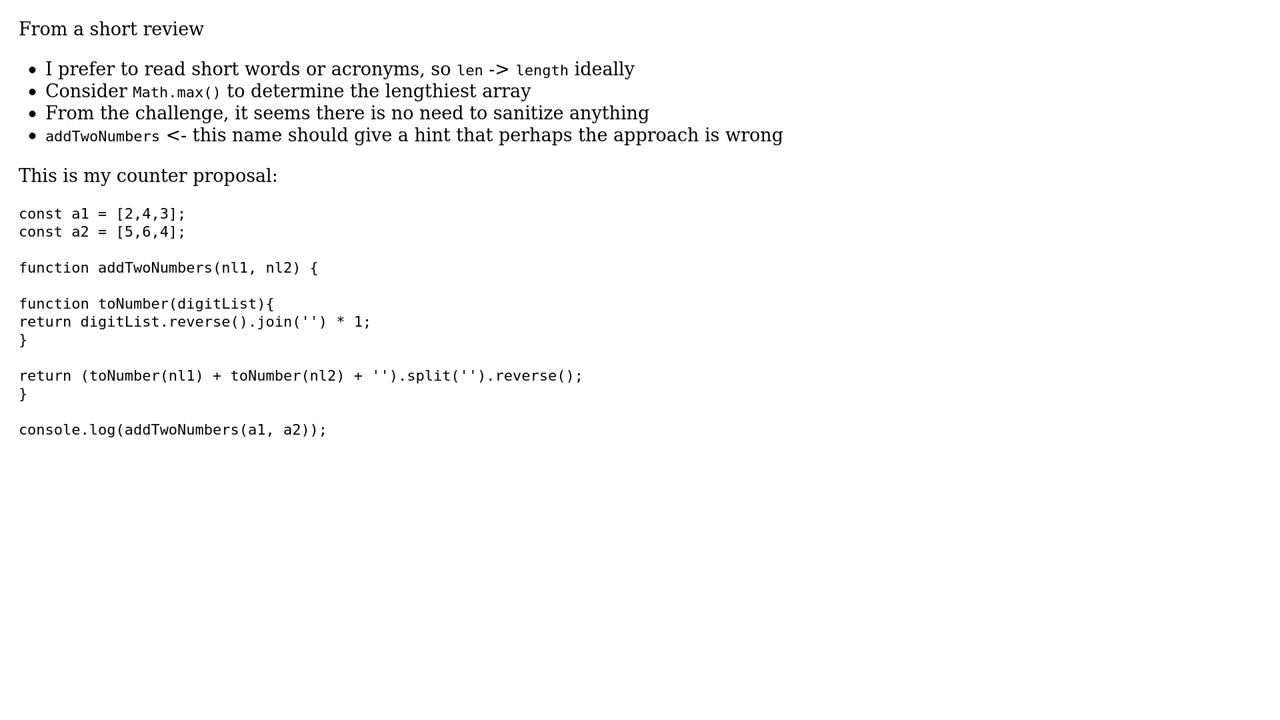 From a short review
• I prefer to read short words or acronyms, so len -> length ideally
• Consider Math.max() to determine the lengthiest array
• From the challenge, it seems there is no need to sanitize anything
• addTwoNumbers <- this name should give a hint that perhaps the approach is wrong
This is my counter proposal:
const a1 = [2,4,3];
const a2 = [5,6,4];
function addTwoNumbers(nl1, nl2) {
function toNumber(digitList){
return digitList.reverse().join('') * 1;
}
return (toNumber(nl1) + toNumber(nl2) + '').split('').reverse();
}
console.log(addTwoNumbers(a1, a2));